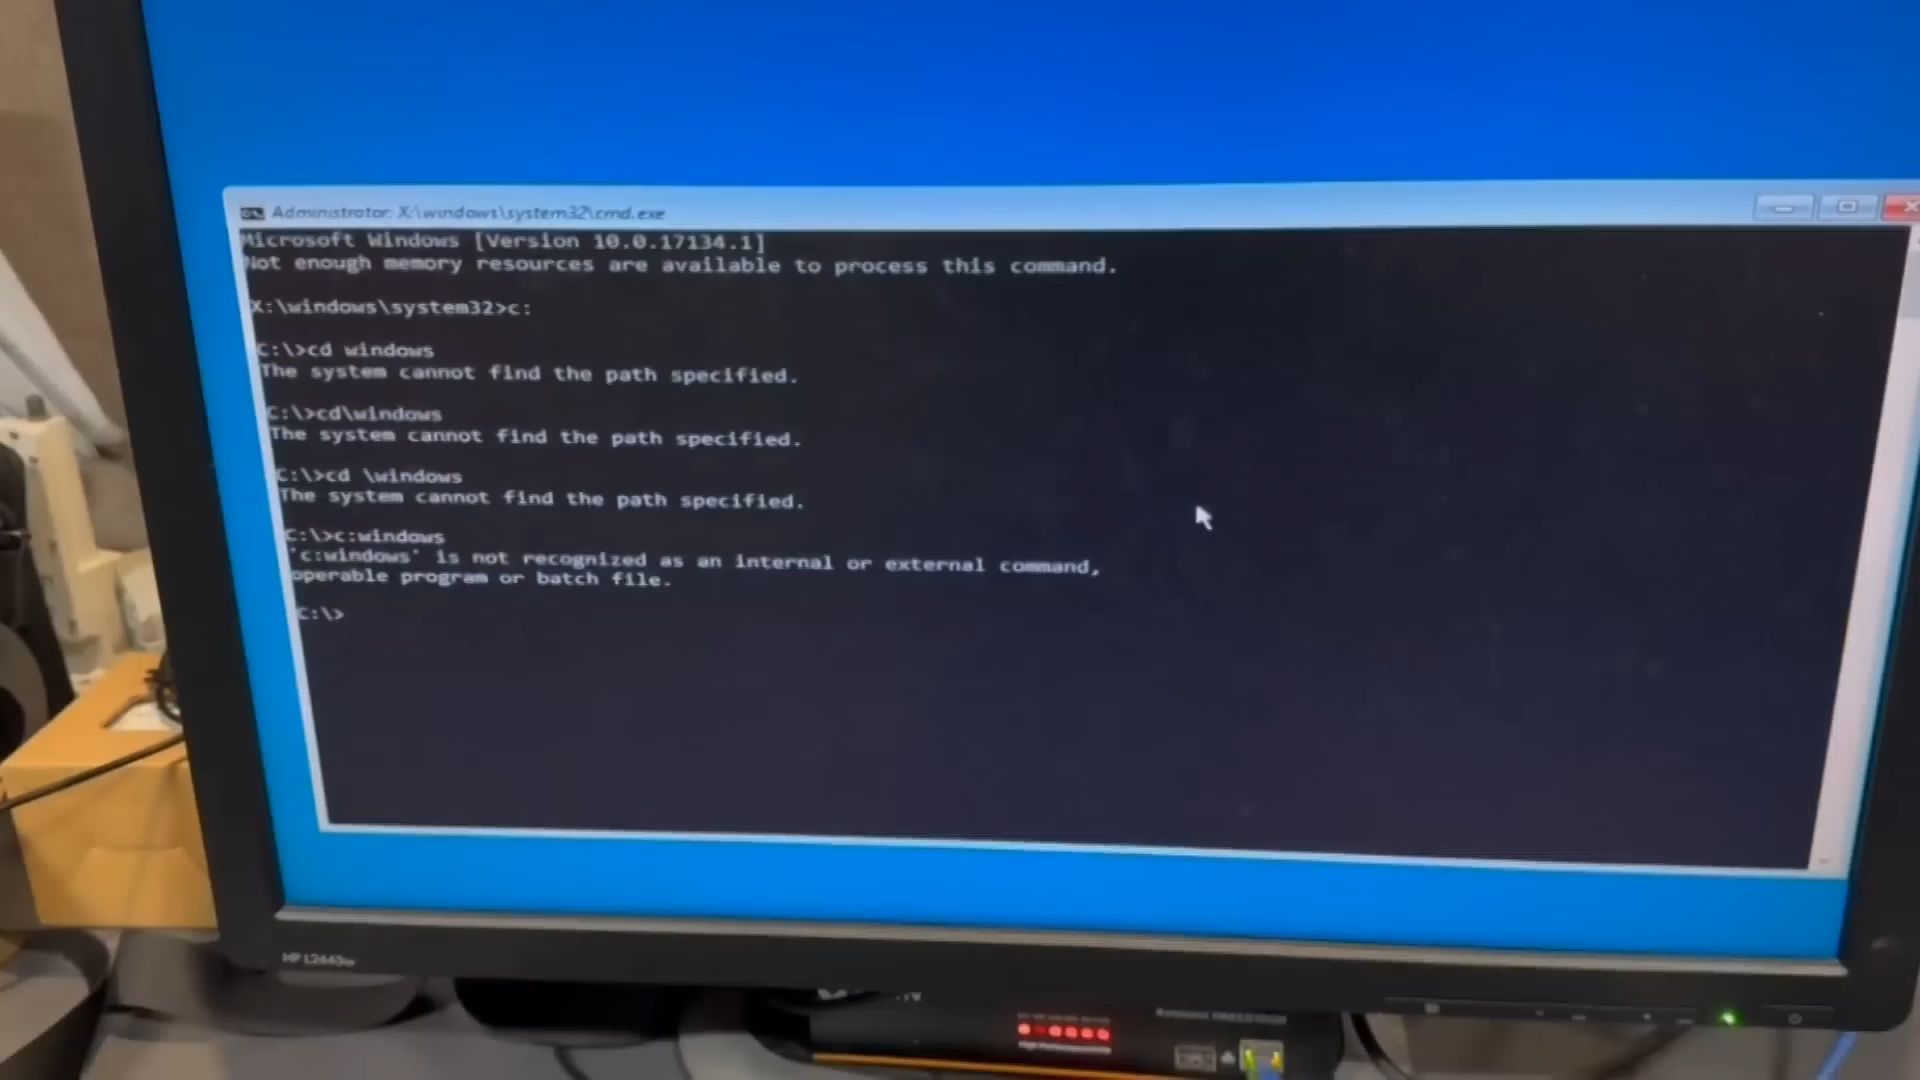 Administrator: X:\windows\system32\cmd.exe
Microsoft Windows [Version 10.0.17134.1]
Not enough memory resources are available to process this command.
X:\windows\system32>c:
C:\>cd windows
The system cannot find the path specified.
C:\>cd\windows
The system cannot find the path specified.
C:\>cd \windows
The system cannot find the path specified.
C:\>c:windows
'c:windows' is not recognized as an internal or external command,
operable program or batch file.
C:\>
HP L2445w